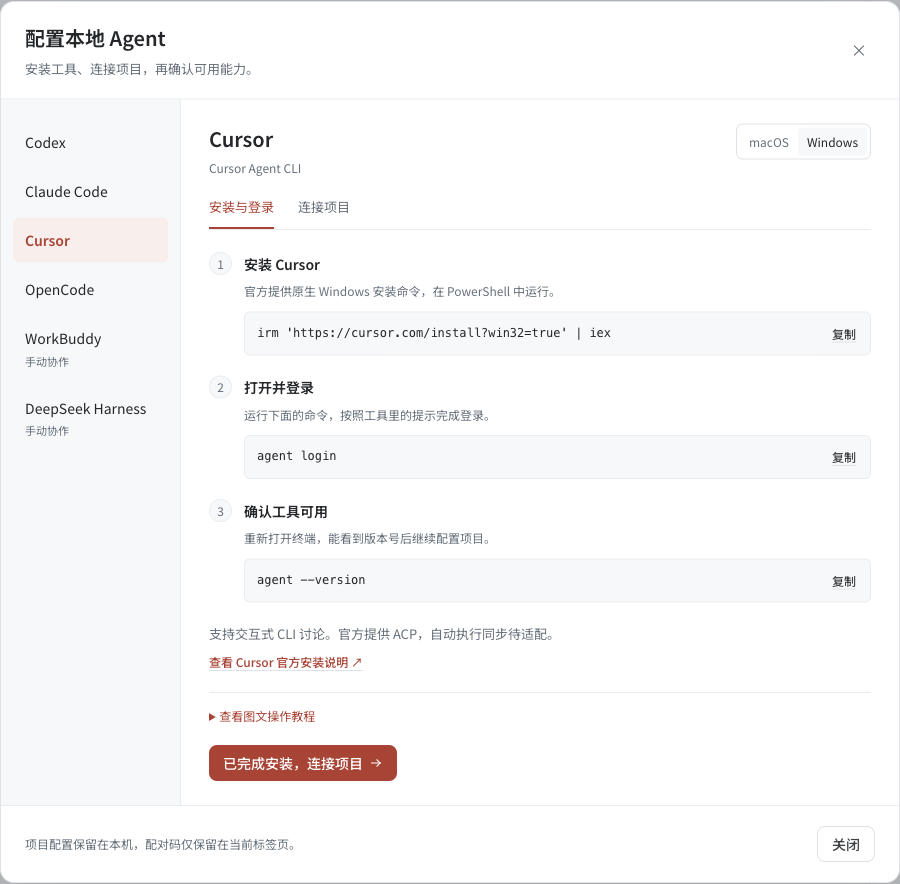 配置本地 Agent
安装工具、连接项目，再确认可用能力。
Codex
Claude Code
Cursor
OpenCode
WorkBuddy
手动协作
DeepSeek Harness
手动协作
Cursor
Cursor Agent CLI
macOS Windows
安装与登录 连接项目
1 安装 Cursor
官方提供原生 Windows 安装命令，在 PowerShell 中运行。
irm 'https://cursor.com/install?win32=true' | iex 复制
2 打开并登录
运行下面的命令，按照工具里的提示完成登录。
agent login 复制
3 确认工具可用
重新打开终端，能看到版本号后继续配置项目。
agent --version 复制
支持交互式 CLI 讨论。官方提供 ACP，自动执行同步待适配。
查看 Cursor 官方安装说明 ↗
▶ 查看图文操作教程
已完成安装，连接项目 →
项目配置保留在本机，配对码仅保留在当前标签页。
关闭